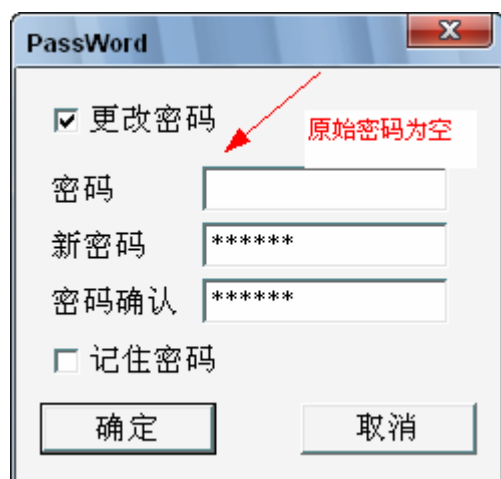 PassWord
更改密码
原始密码为空
密码
新密码 ******
密码确认 ******
记住密码
确定 取消